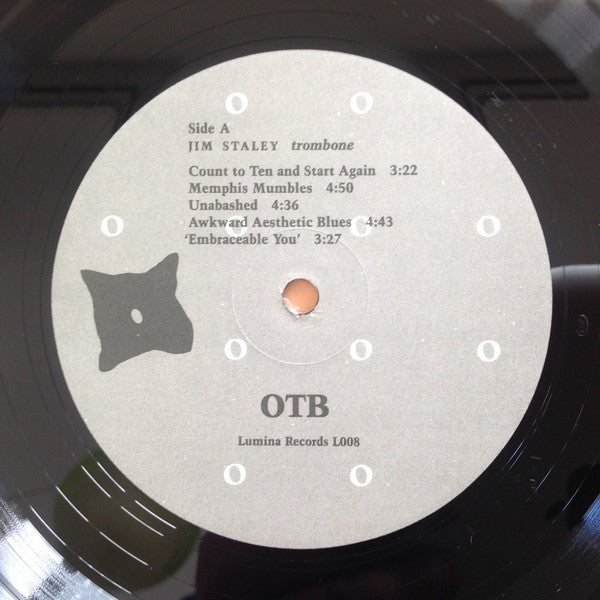 O O
Side A
JIM STALEY trombone
Count to Ten and Start Again 3:22
Memphis Mumbles 4:50
Unabashed 4:36
O O O O
Awkward Aesthetic Blues 4:43
'Embraceable You' 3:27
O O O
OTB
Lumina Records L008
O O